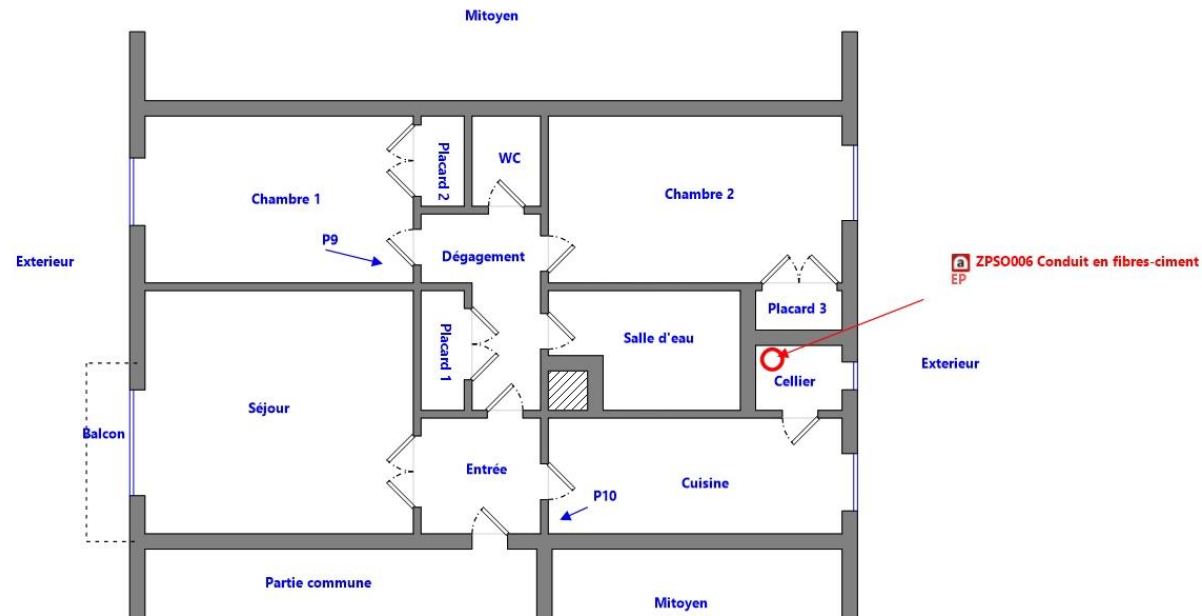 Mitoyen
Placard 2
WC
Chambre 1
Chambre 2
P9
Dégagement
Exterieur
a ZPSO006 Conduit en fibres-ciment
EP
Placard 3
Placard 1
Salle d'eau
Exterieur
Cellier
Séjour
Balcon
Entrée
Cuisine
P10
Partie commune
Mitoyen